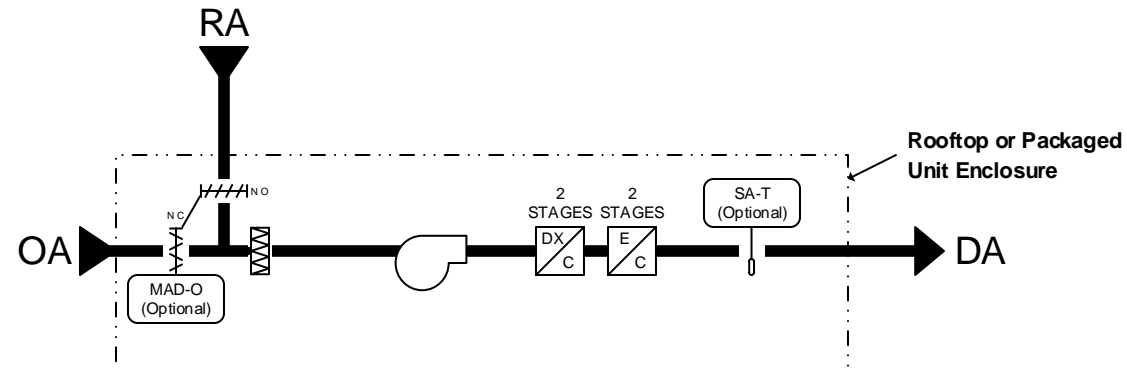 RA
Rooftop or Packaged
Unit Enclosure
NO
2
STAGES
2
STAGES
SA-T
(Optional)
NC
OA
DX
C
E
C
DA
MAD-O
(Optional)